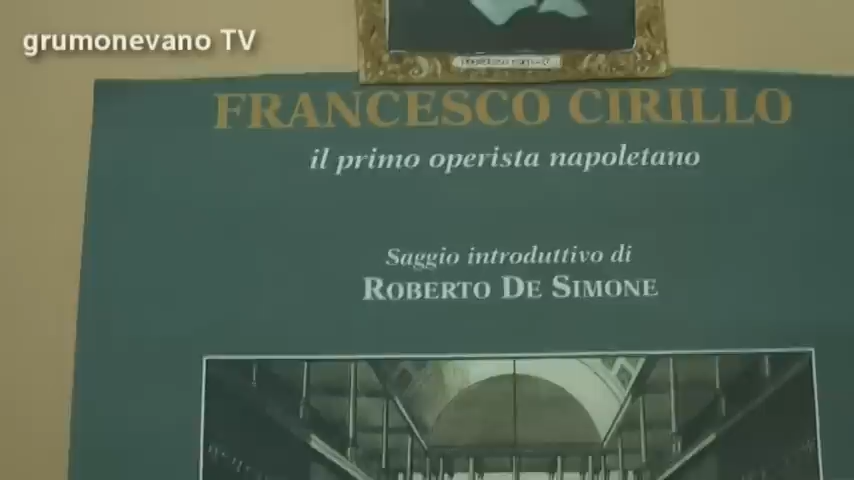 grumonevano TV
FRANCESCO CIRILLO
il primo operista napoletano
Saggio introduttivo di
ROBERTO DE SIMONE